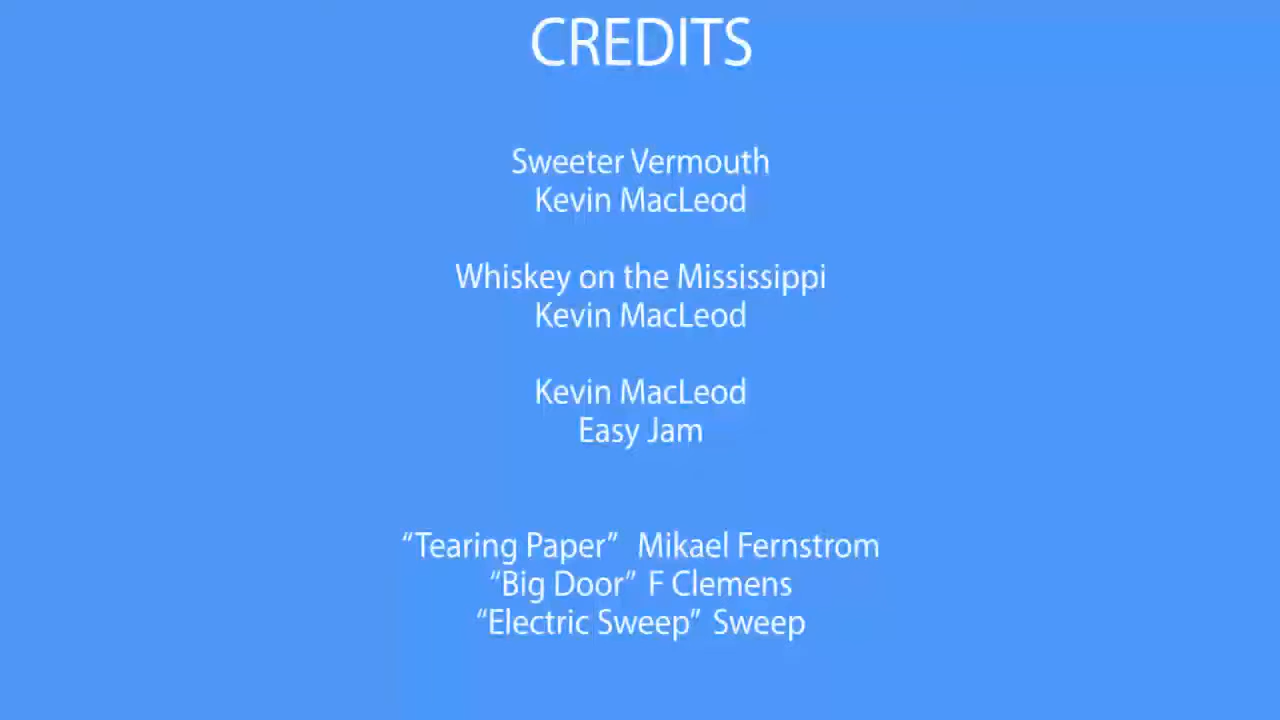 CREDITS
Sweeter Vermouth
Kevin MacLeod
Whiskey on the Mississippi
Kevin MacLeod
Kevin MacLeod
Easy Jam
“Tearing Paper” Mikael Fernstrom
“Big Door” F Clemens
“Electric Sweep” Sweep